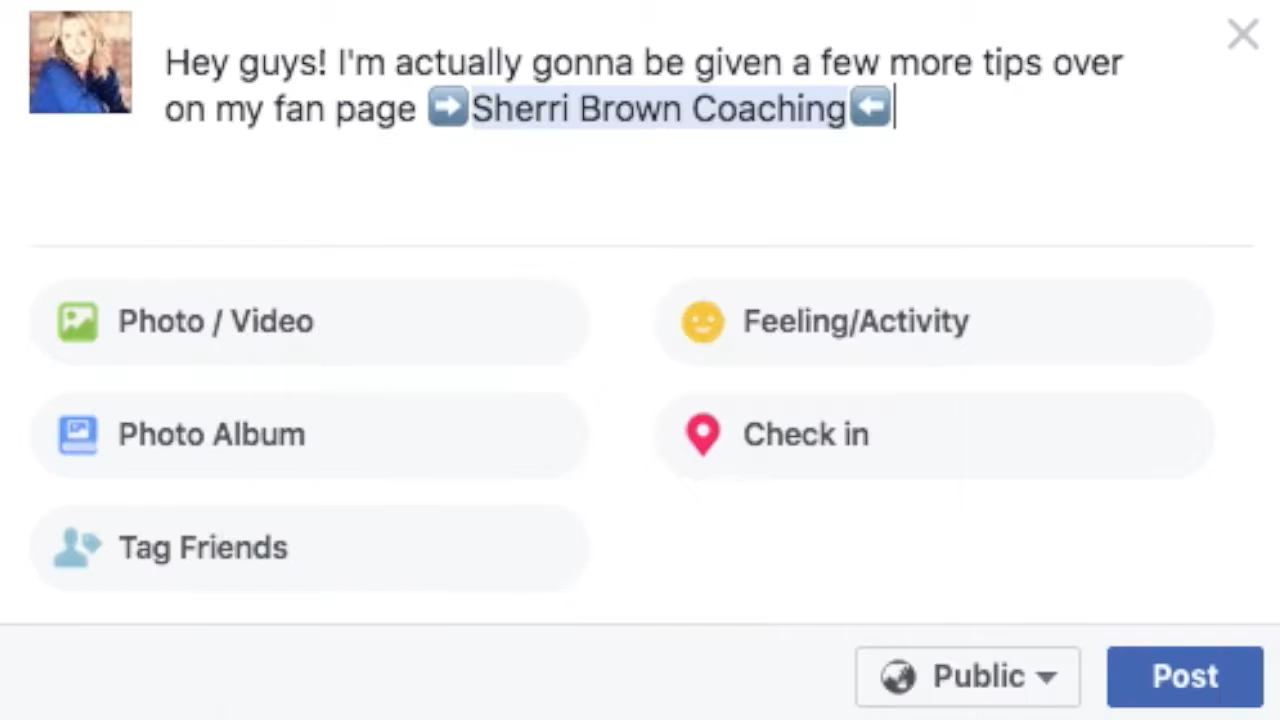 Hey guys! I'm actually gonna be given a few more tips over
on my fan page ➡️Sherri Brown Coaching⬅️
Photo / Video
Feeling/Activity
Photo Album
Check in
Tag Friends
Public
Post